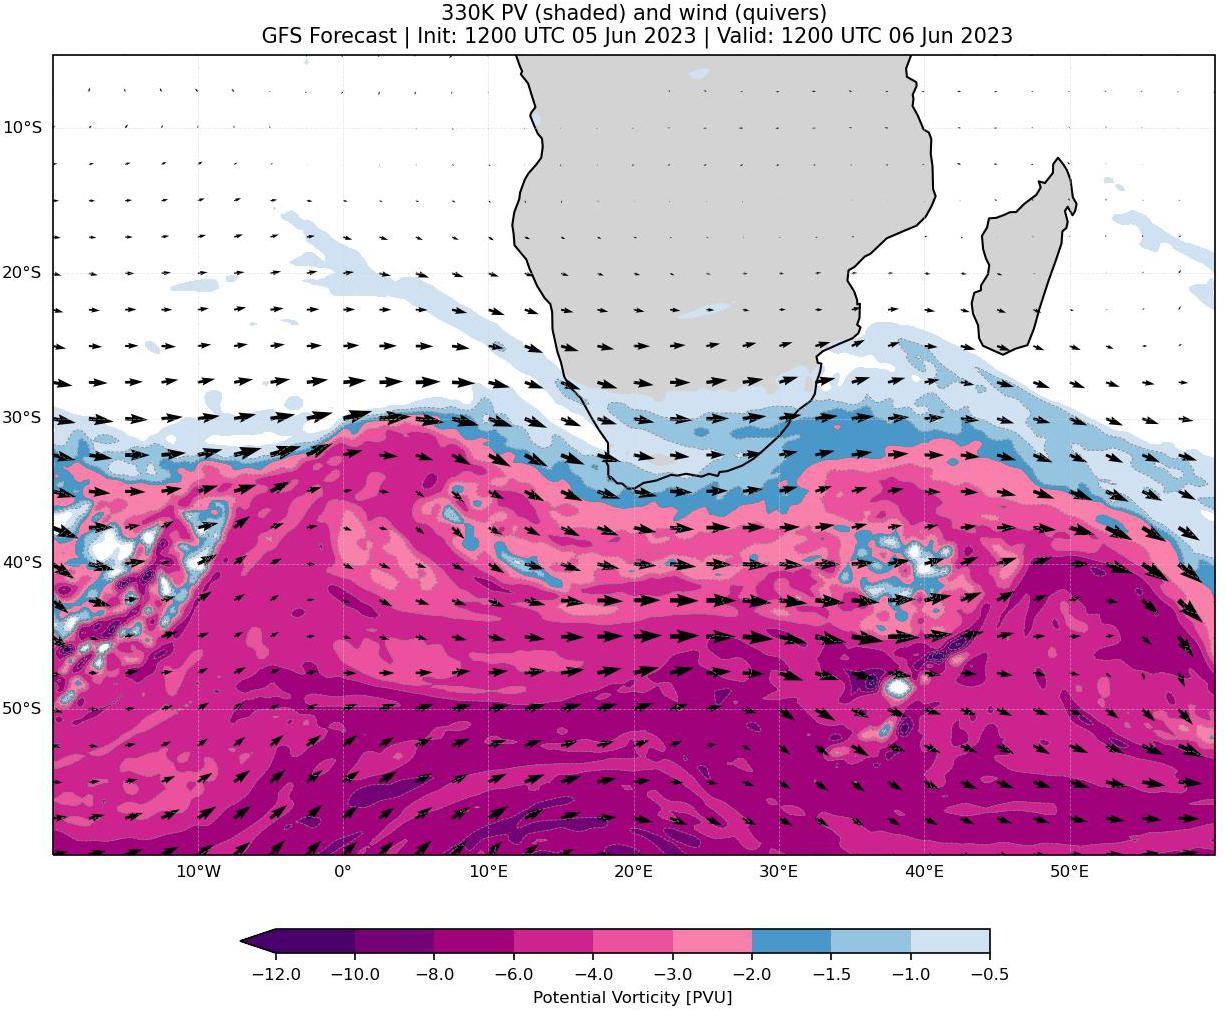 330K PV (shaded) and wind (quivers)
GFS Forecast | Init: 1200 UTC 05 Jun 2023 | Valid: 1200 UTC 06 Jun 2023
10°S
20°S
30°S
40°S
50°S
10°W 0° 10°E 20°E 30°E 40°E 50°E
−12.0 −10.0 −8.0 −6.0 −4.0 −3.0 −2.0 −1.5 −1.0 −0.5
Potential Vorticity [PVU]